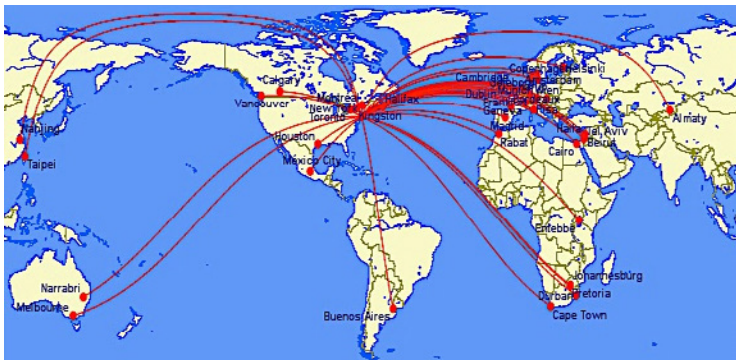 Calgary
Vancouver
Montreal
New York
Toronto
Halifax
Kingston
Houston
Mexico City
Nanjing
Taipei
Narrabri
Melbourne
Buenos Aires
Cambridge
Copenhagen
Helsinki
Amsterdam
Dublin
Madrid
Rabat
Tel Aviv
Beirut
Cairo
Almaty
Entebbe
Johannesburg
Durban
Pretoria
Cape Town